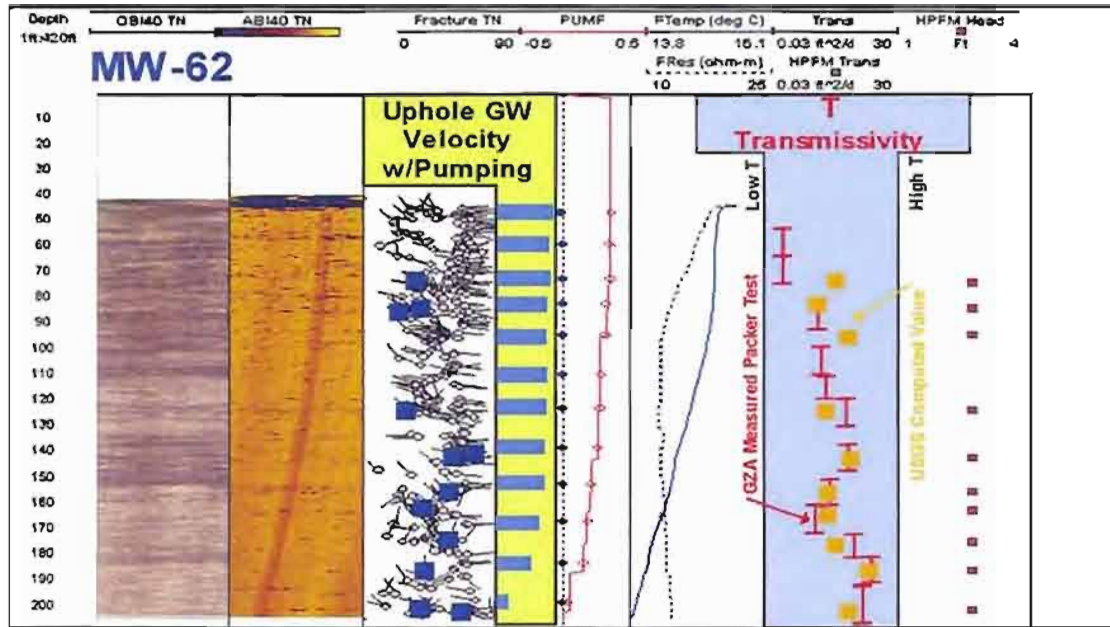 Depth OBI40 TN ABI40 TN Fracture TN PUMF FTemp (deg C) Trans HPFM Head
1ft:420ft 0 90 -0.5 0.5 13.8 15.1 0.03 ft^2/d 30 1 Ft 4
MW-62 FRes (ohm-m) HPFM Trans
10 25 0.03 ft^2/d 30
Uphole GW
Velocity
w/Pumping
T
Transmissivity
Low T
High T
GZA Measured Packer Test
USGS Computed Value
10
20
30
40
50
60
70
80
90
100
110
120
130
140
150
160
170
180
190
200